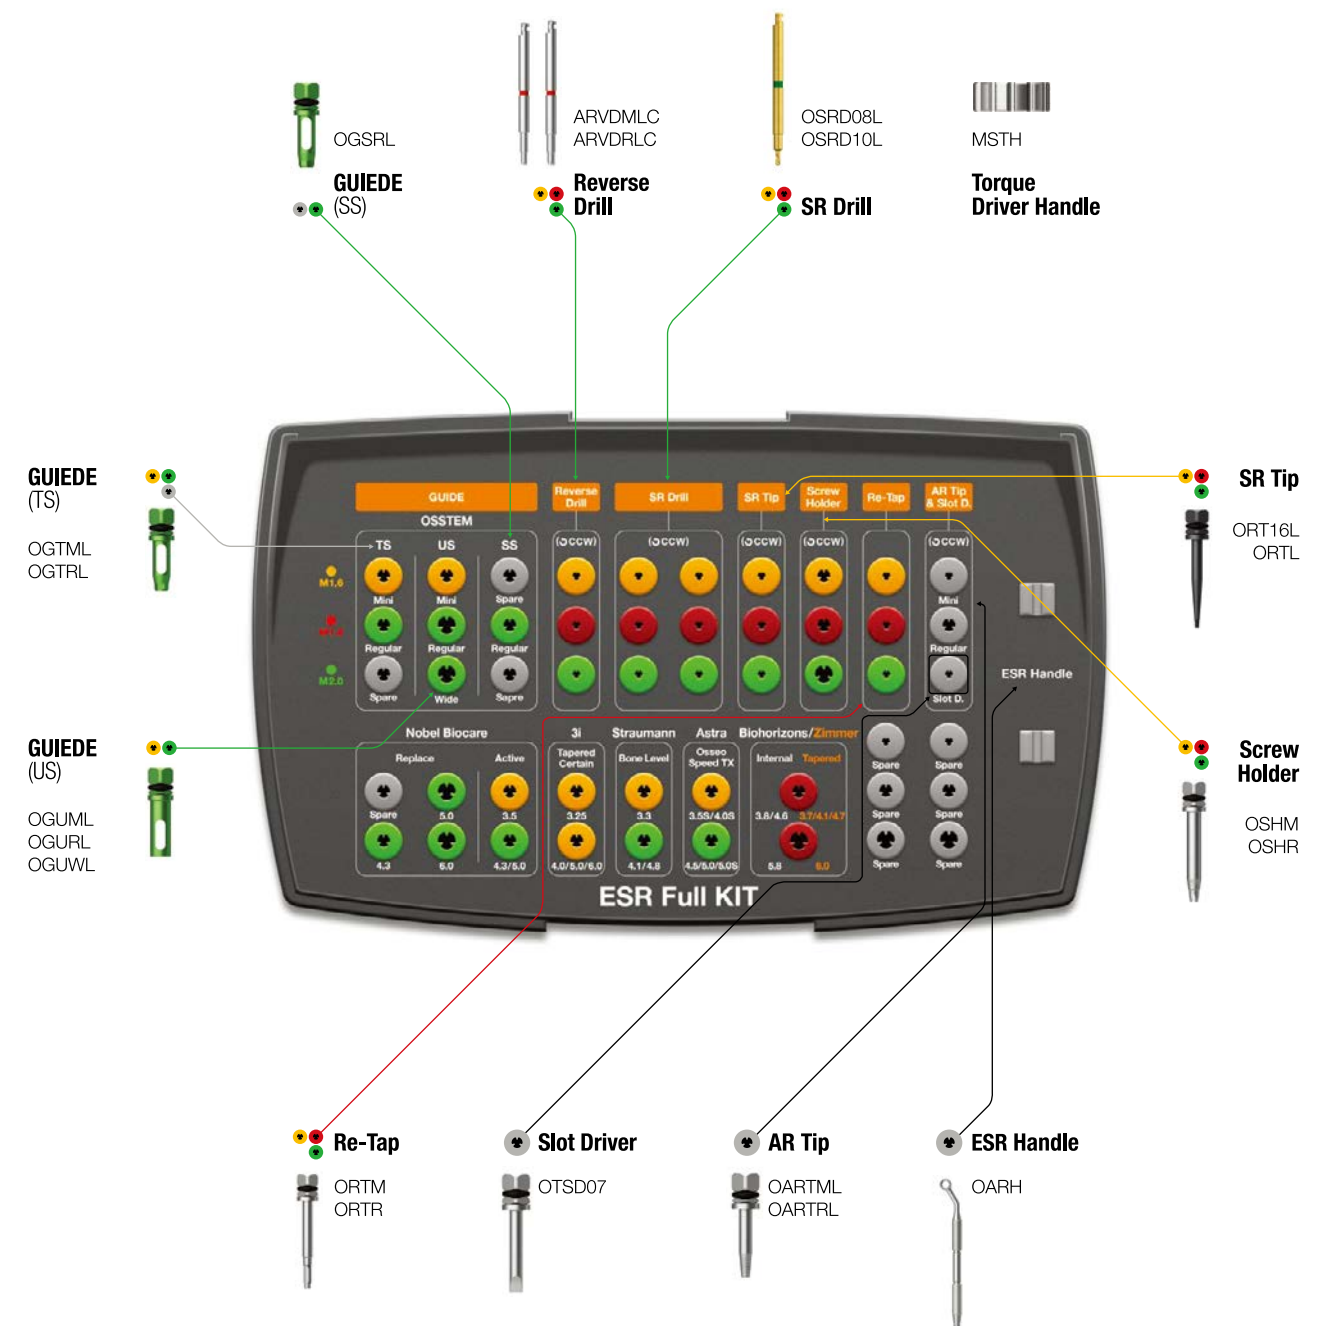 OGSRL
GUIEDE
(SS)
ARVDMLC
ARVDRLC
Reverse
Drill
OSRD08L
OSRD10L
SR Drill
MSTH
Torque
Driver Handle
GUIEDE
(TS)
OGTML
OGTRL
SR Tip
ORT16L
ORTL
GUIDE
Reverse
Drill
SR Drill
SR Tip
Screw
Holder
Re-Tap
AR Tip
& Slot D.
OSSTEM
TS US SS
(CCW) (CCW) (CCW) (CCW) (CCW)
M1.6
Mini Mini Spare Mini
Regular Regular Regular Regular
M2.0
Spare Wide Sapre Slot D.
ESR Handle
GUIEDE
(US)
OGUML
OGURL
OGUWL
Screw
Holder
OSHM
OSHR
Nobel Biocare 3i Straumann Astra Biohorizons/Zimmer
Replace Active
Tapered
Certain
Bone Level
Osseo
Speed TX
Internal Tapered
Spare Spare
Spare 5.0 3.5 3.25 3.3 3.5S/4.0S 3.8/4.6 3.7/4.1/4.7 Spare Spare
4.3 6.0 4.3/5.0 4.0/5.0/6.0 4.1/4.8 4.5/5.0/5.0S 5.8 6.0 Spare Spare
ESR Full KIT
Re-Tap
ORTM
ORTR
Slot Driver
OTSD07
AR Tip
OARTML
OARTRL
ESR Handle
OARH